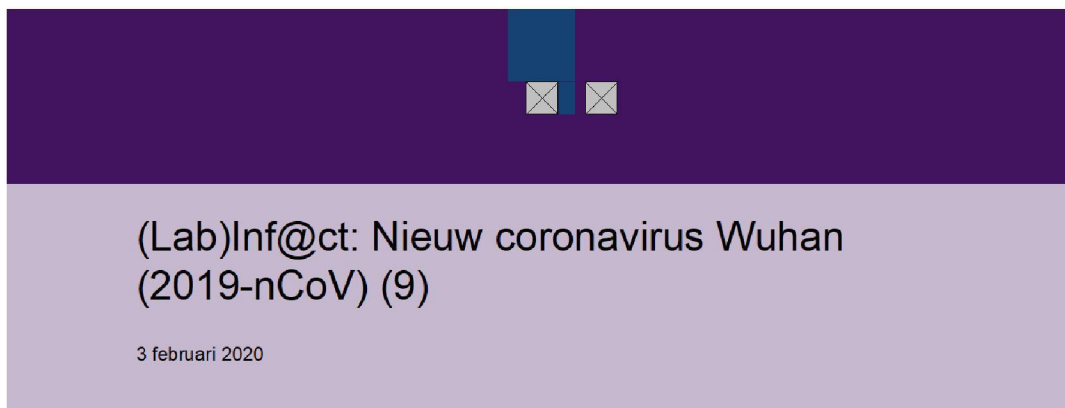 (Lab)Inf@ct: Nieuw coronavirus Wuhan
(2019-nCoV) (9)
3 februari 2020